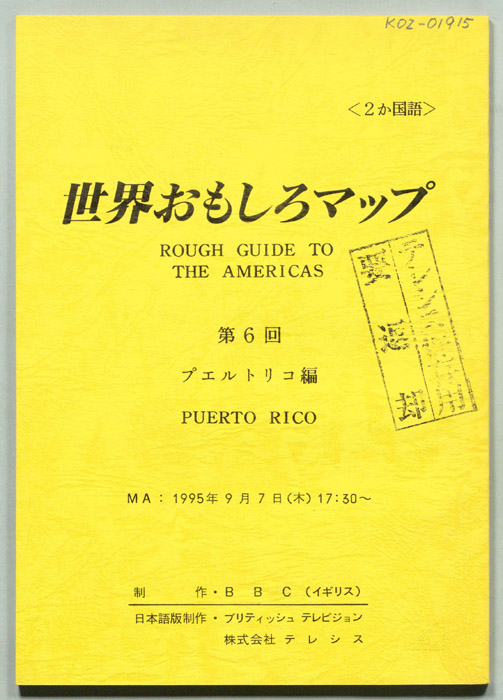 K02-01915
<2か国語>
世界おもしろマップ
ROUGH GUIDE TO
THE AMERICAS
第6回
プエルトリコ編
PUERTO RICO
要返却
MA: 1995年9月7日(木) 17:30~
制作・BBC (イギリス)
日本語版制作・ブリティッシュ テレビジョン
株式会社テレシス